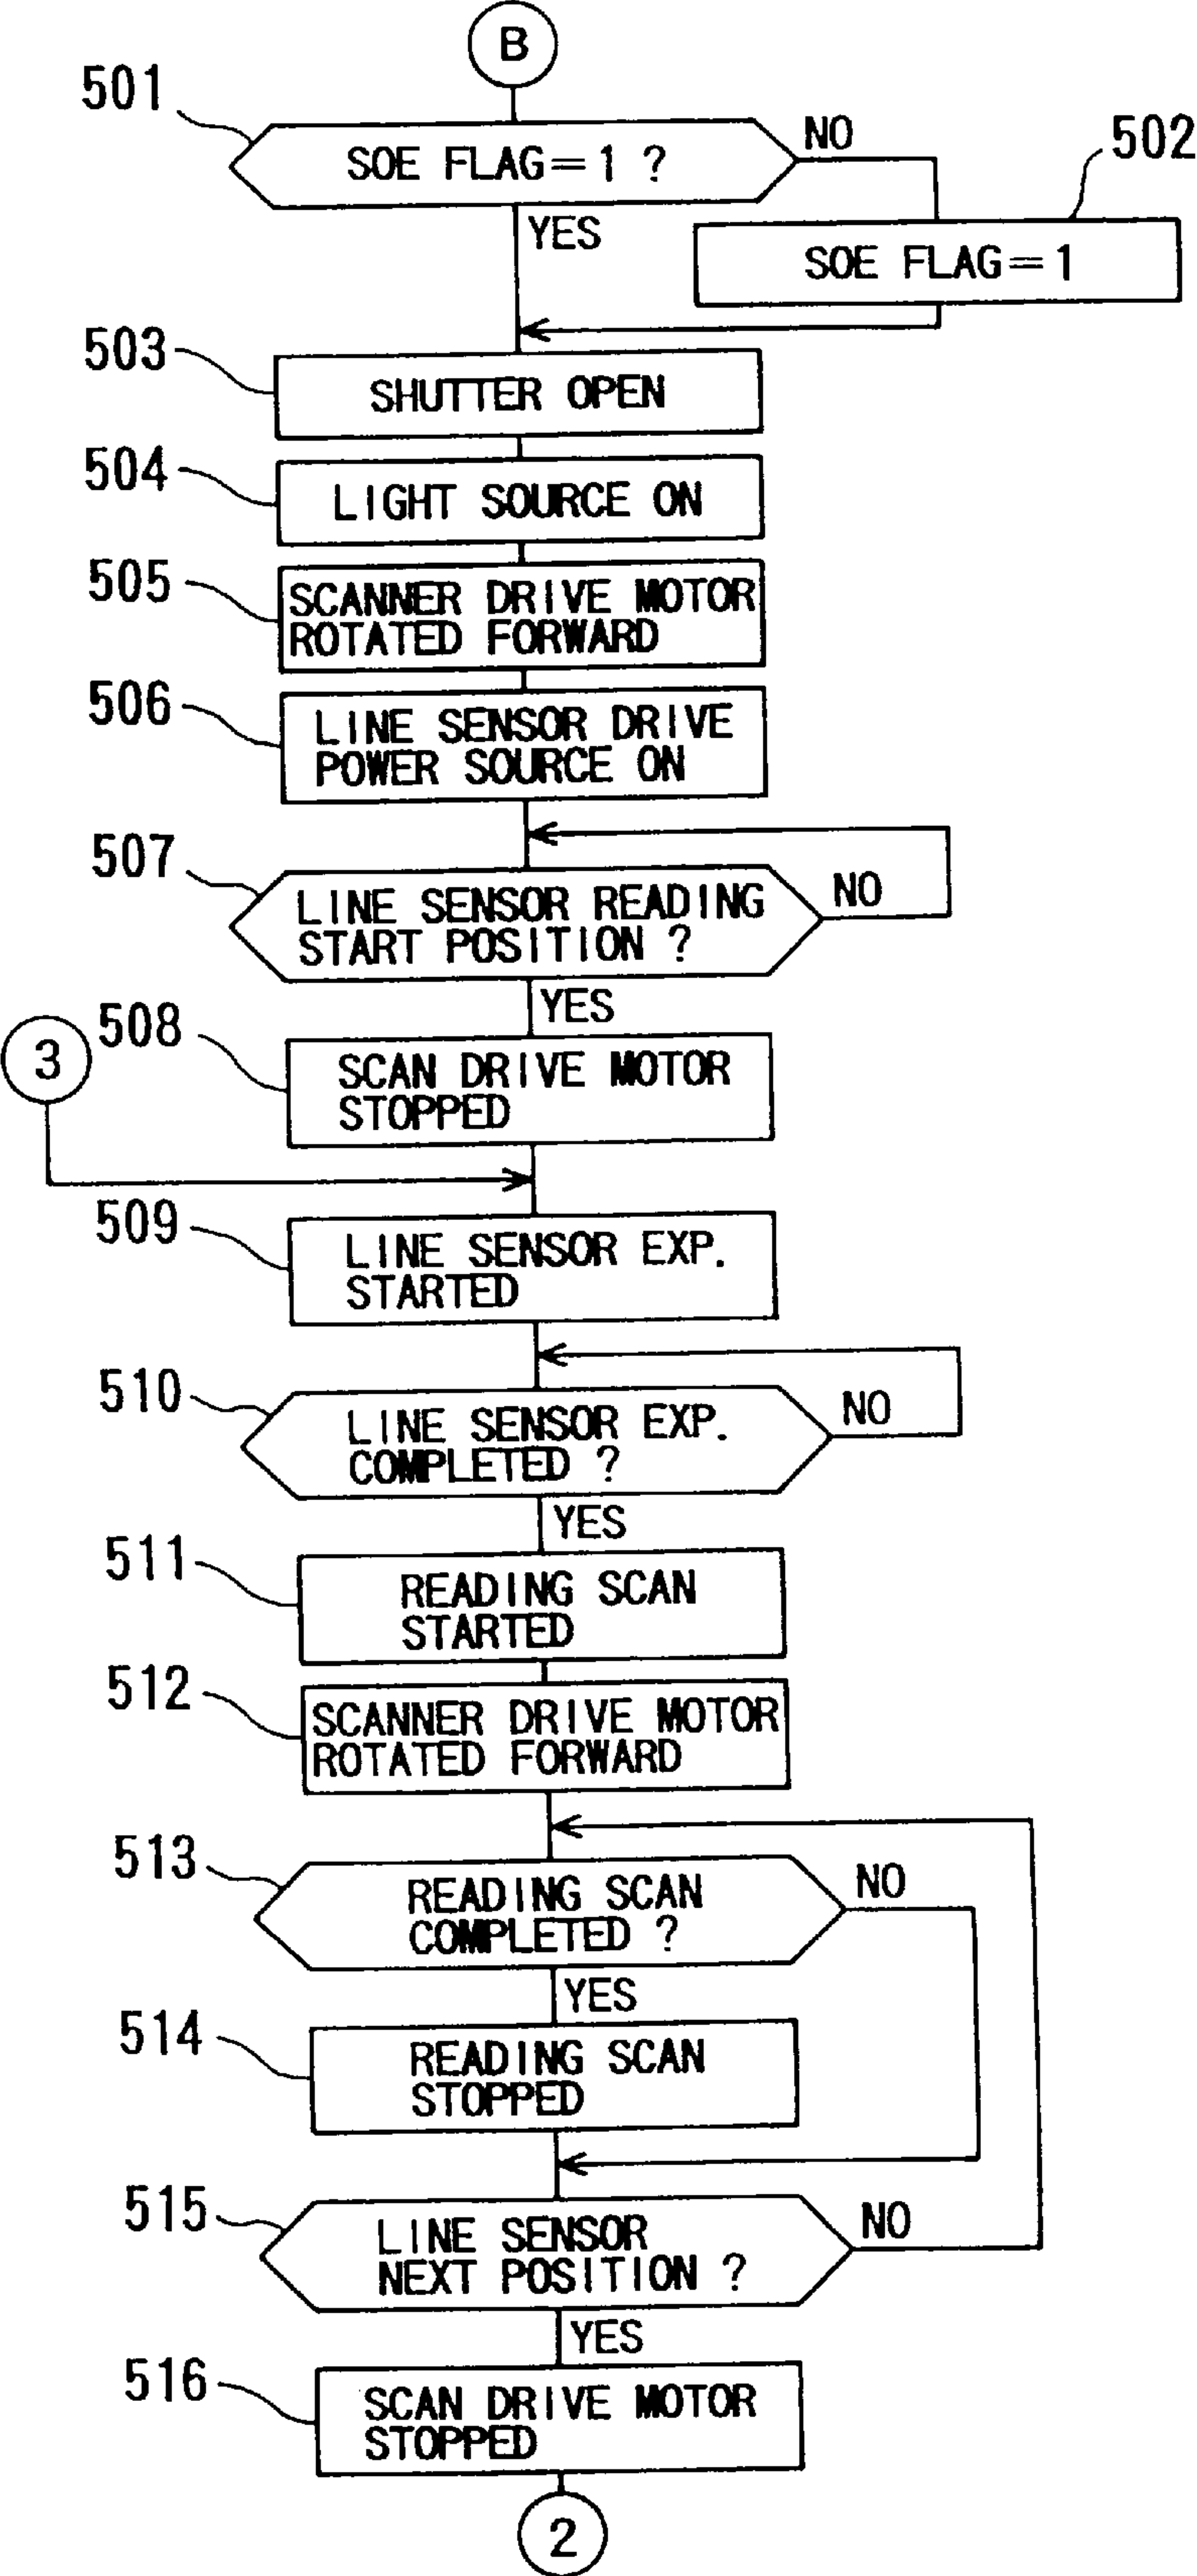 B
501
SOE FLAG=1 ?
NO
502
YES
SOE FLAG=1
503
SHUTTER OPEN
504
LIGHT SOURCE ON
505
SCANNER DRIVE MOTOR
ROTATED FORWARD
506
LINE SENSOR DRIVE
POWER SOURCE ON
507
LINE SENSOR READING
START POSITION ?
NO
YES
508
3
SCAN DRIVE MOTOR
STOPPED
509
LINE SENSOR EXP.
STARTED
510
LINE SENSOR EXP.
COMPLETED ?
NO
YES
511
READING SCAN
STARTED
512
SCANNER DRIVE MOTOR
ROTATED FORWARD
513
READING SCAN
COMPLETED ?
NO
YES
514
READING SCAN
STOPPED
515
LINE SENSOR
NEXT POSITION ?
NO
YES
516
SCAN DRIVE MOTOR
STOPPED
2